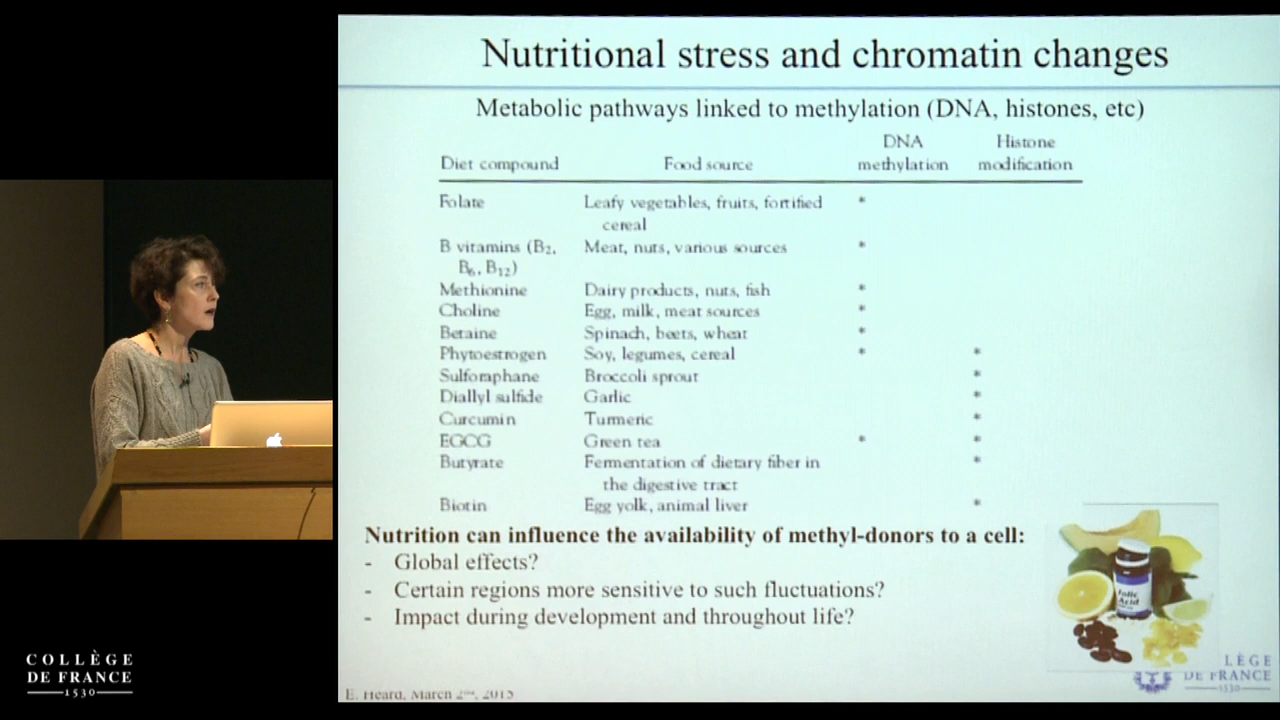 Nutritional stress and chromatin changes
Metabolic pathways linked to methylation (DNA, histones, etc)
Diet compound Food source DNA methylation Histone modification
Folate Leafy vegetables, fruits, fortified cereal *
B vitamins (B2, B6, B12) Meat, nuts, various sources *
Methionine Dairy products, nuts, fish *
Choline Egg, milk, meat sources *
Betaine Spinach, beets, wheat *
Phytoestrogen Soy, legumes, cereal * *
Sulforaphane Broccoli sprout *
Diallyl sulfide Garlic *
Curcumin Turmeric *
EGCG Green tea * *
Butyrate Fermentation of dietary fiber in the digestive tract *
Biotin Egg yolk, animal liver *
Nutrition can influence the availability of methyl-donors to a cell:
- Global effects?
- Certain regions more sensitive to such fluctuations?
- Impact during development and throughout life?
Folic
Acid
LÈGE
DE FRANCE
1530
E. Heard, March 2nd, 2015
COLLÈGE
DE FRANCE
1530